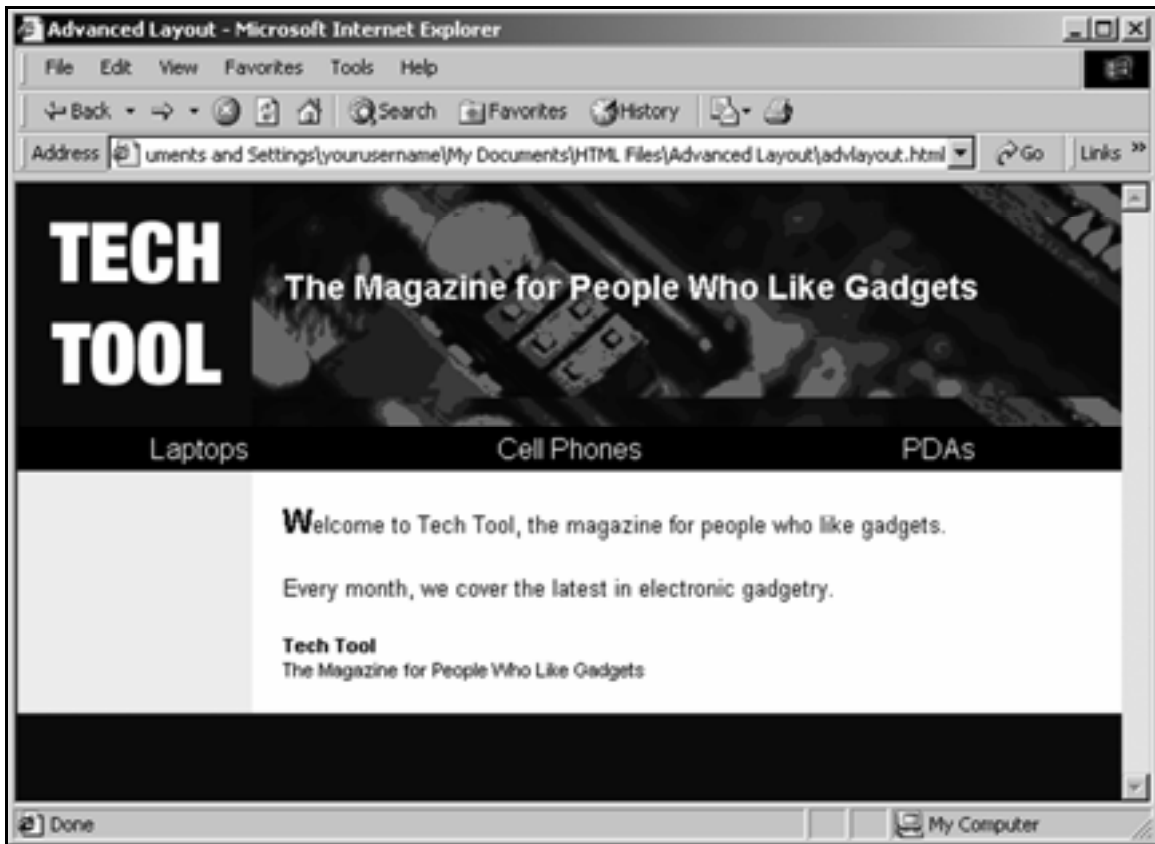 Advanced Layout - Microsoft Internet Explorer
File Edit View Favorites Tools Help
Back Search Favorites History
Address uments and Settings\yourusername\My Documents\HTML Files\Advanced Layout\advlayout.html Go Links »
TECH
TOOL
The Magazine for People Who Like Gadgets
Laptops Cell Phones PDAs
Welcome to Tech Tool, the magazine for people who like gadgets.
Every month, we cover the latest in electronic gadgetry.
Tech Tool
The Magazine for People Who Like Gadgets
Done My Computer